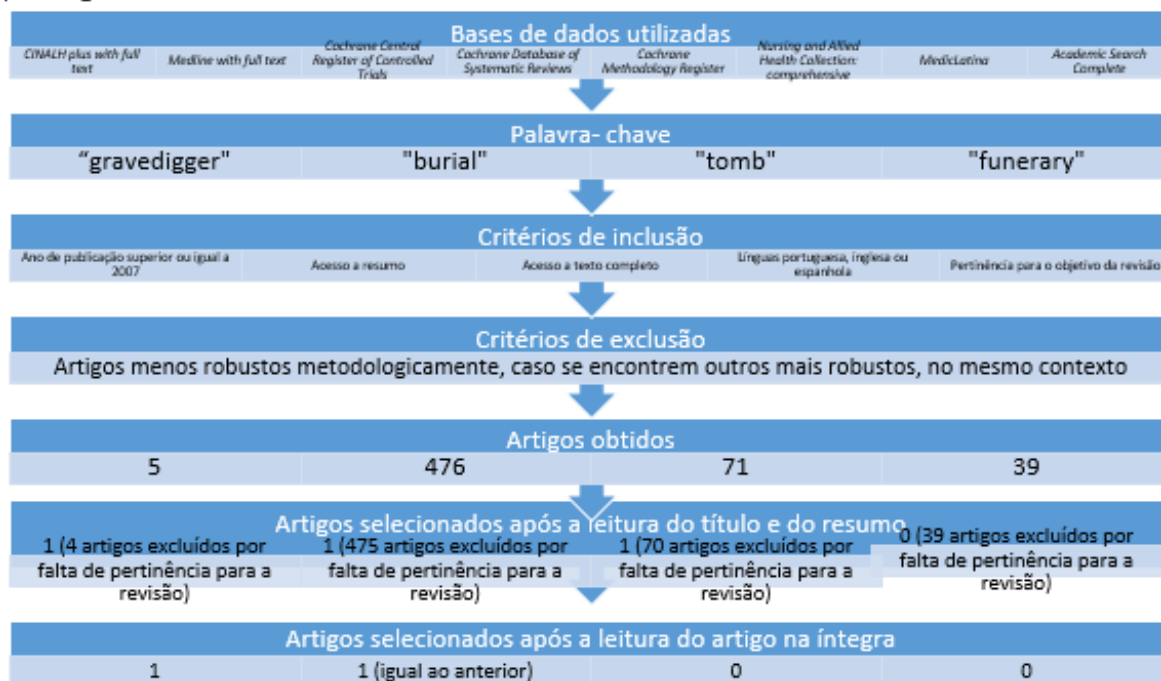 Bases de dados utilizadas
CINALH plus with full text
Medline with full text
Cochrane Central Register of Controlled Trials
Cochrane Database of Systematic Reviews
Cochrane Methodology Register
Nursing and Allied Health Collection: comprehensive
MedicLatina
Academic Search Complete
Palavra- chave
“gravedigger"
"burial"
"tomb"
"funerary"
Critérios de inclusão
Ano de publicação superior ou igual a 2007
Acesso a resumo
Acesso a texto completo
Línguas portuguesa, inglesa ou espanhola
Pertinência para o objetivo da revisão
Critérios de exclusão
Artigos menos robustos metodologicamente, caso se encontrem outros mais robustos, no mesmo contexto
Artigos obtidos
5
476
71
39
Artigos selecionados após a leitura do título e do resumo
1 (4 artigos excluídos por falta de pertinência para a revisão)
1 (475 artigos excluídos por falta de pertinência para a revisão)
1 (70 artigos excluídos por falta de pertinência para a revisão)
0 (39 artigos excluídos por falta de pertinência para a revisão)
Artigos selecionados após a leitura do artigo na íntegra
1
1 (igual ao anterior)
0
0